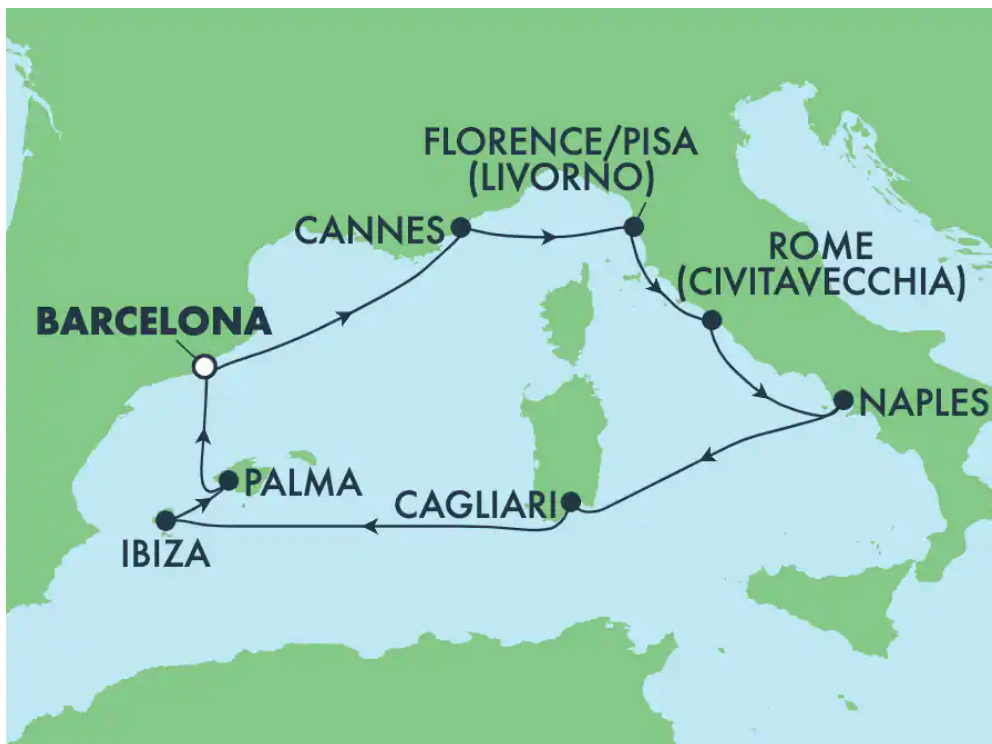 FLORENCE/PISA
(LIVORNO)
CANNES
ROME
(CIVITAVECCHIA)
BARCELONA
NAPLES
PALMA
CAGLIARI
IBIZA